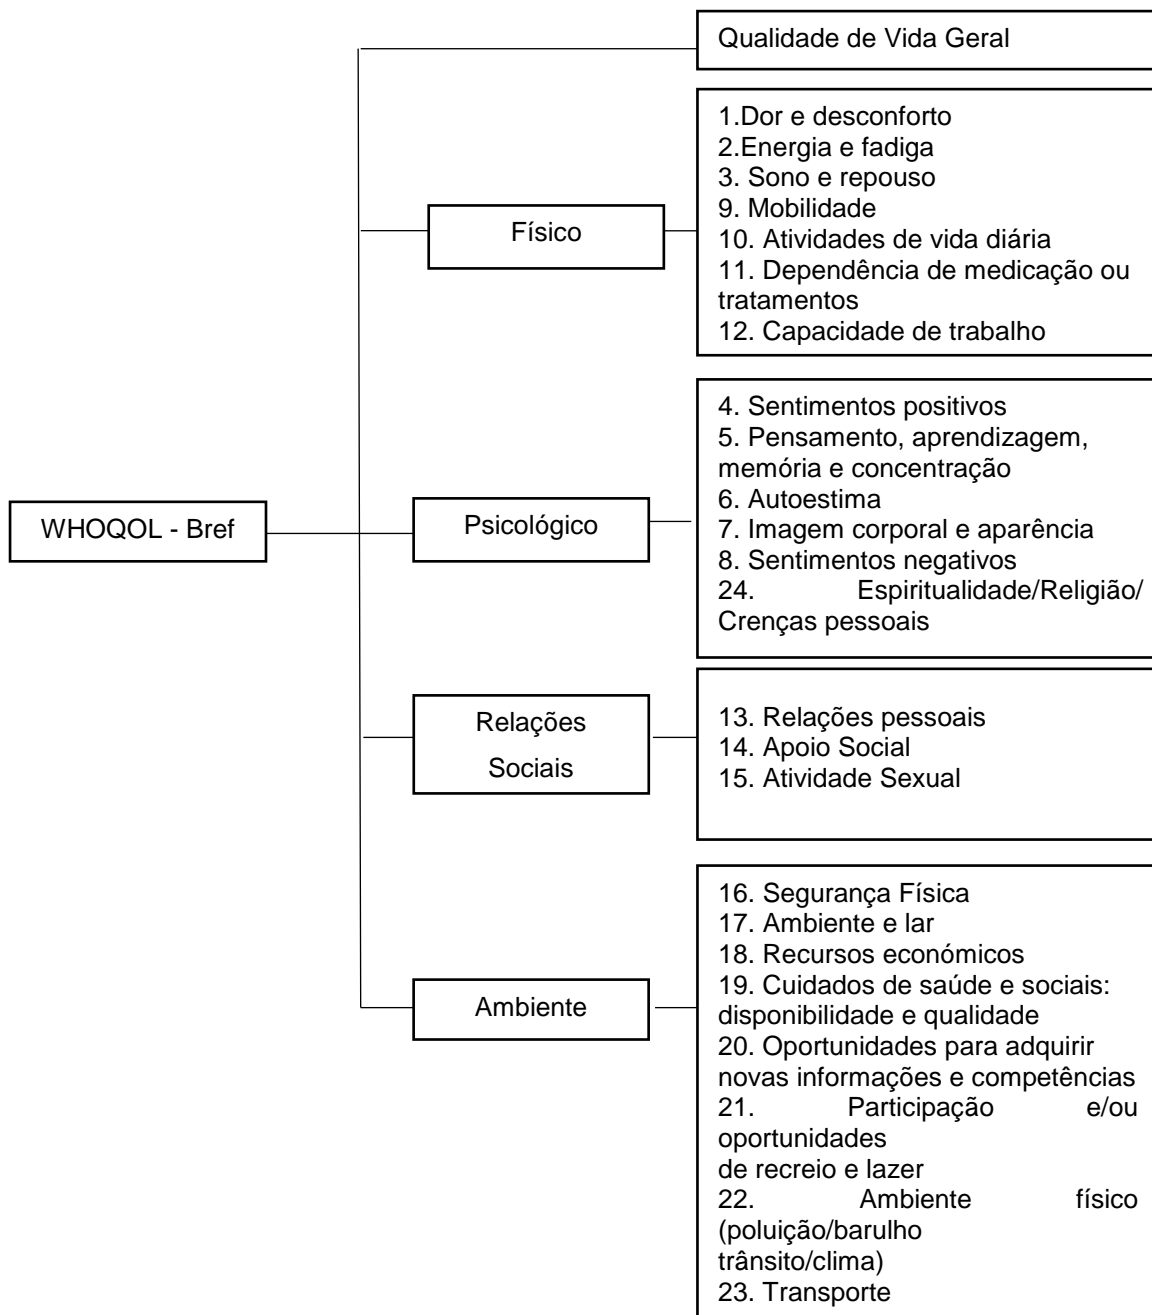 Qualidade de Vida Geral
1.Dor e desconforto
2.Energia e fadiga
3. Sono e repouso
9. Mobilidade
10. Atividades de vida diária
11. Dependência de medicação ou
tratamentos
12. Capacidade de trabalho
Físico
4. Sentimentos positivos
5. Pensamento, aprendizagem,
memória e concentração
6. Autoestima
7. Imagem corporal e aparência
8. Sentimentos negativos
24. Espiritualidade/Religião/
Crenças pessoais
WHOQOL - Bref
Psicológico
Relações
Sociais
13. Relações pessoais
14. Apoio Social
15. Atividade Sexual
Ambiente
16. Segurança Física
17. Ambiente e lar
18. Recursos económicos
19. Cuidados de saúde e sociais:
disponibilidade e qualidade
20. Oportunidades para adquirir
novas informações e competências
21. Participação e/ou
oportunidades
de recreio e lazer
22. Ambiente físico
(poluição/barulho
trânsito/clima)
23. Transporte